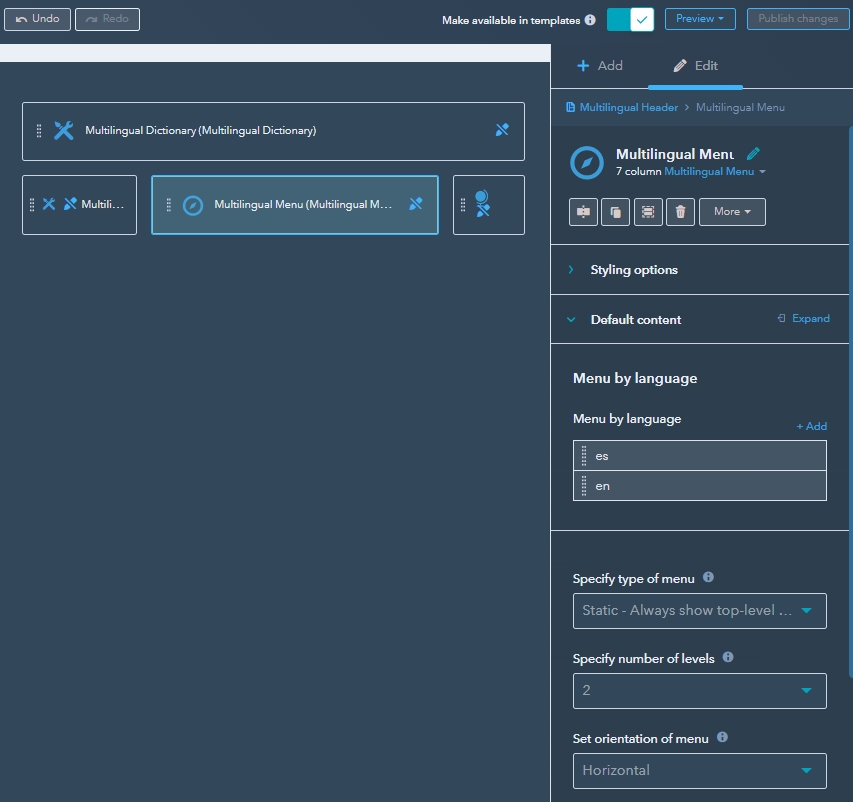 Undo
Redo
Make available in templates
Preview
Publish changes
Add
Edit
Multilingual Header > Multilingual Menu
Multilingual Dictionary (Multilingual Dictionary)
Multilingual Menu
7 column Multilingual Menu
Multili...
Multilingual Menu (Multilingual M...
More
Styling options
Default content
Expand
Menu by language
Menu by language
+ Add
es
en
Specify type of menu
Static - Always show top-level ...
Specify number of levels
2
Set orientation of menu
Horizontal